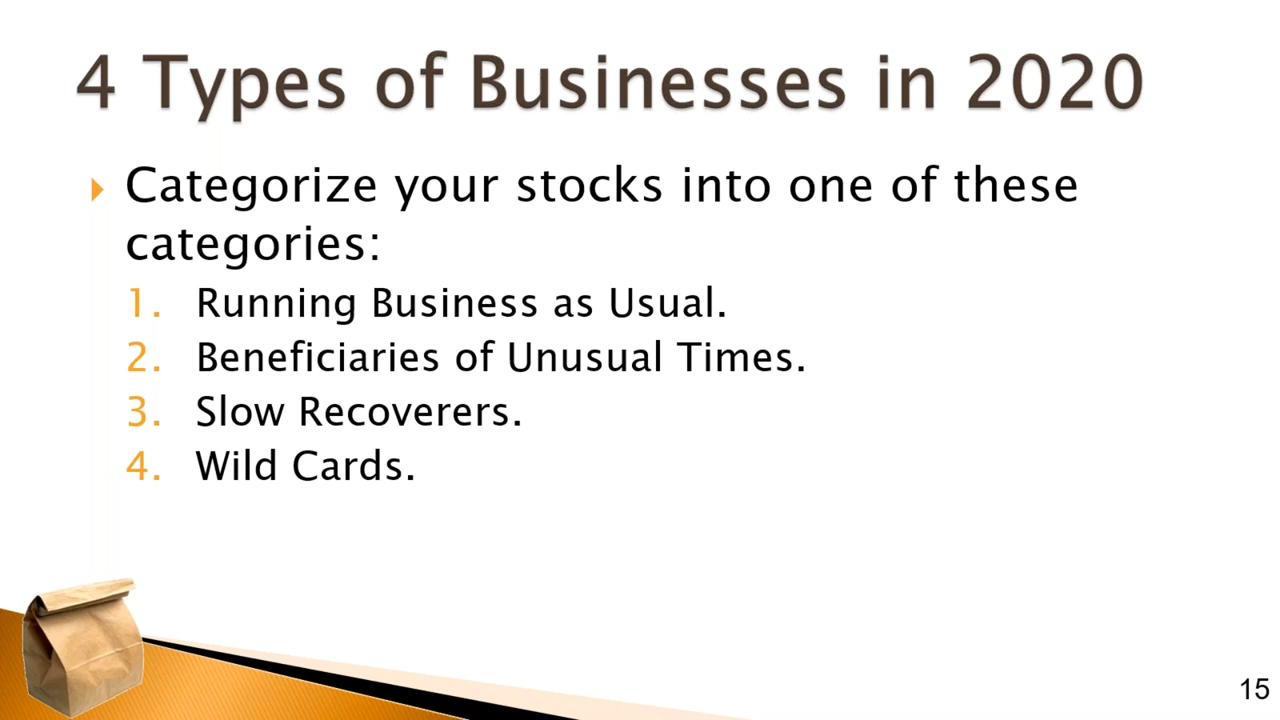 4 Types of Businesses in 2020
Categorize your stocks into one of these
categories:
1. Running Business as Usual.
2. Beneficiaries of Unusual Times.
3. Slow Recoverers.
4. Wild Cards.
15